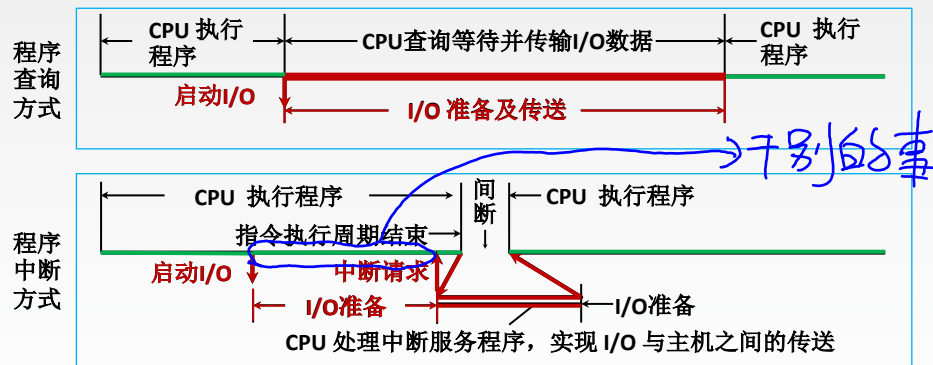 程序
查询
方式
CPU 执行
程序
CPU查询等待并传输I/O数据
CPU 执行
程序
启动I/O
I/O 准备及传送
干别的事
程序
中断
方式
CPU 执行程序
间
断
CPU 执行程序
指令执行周期结束
启动I/O
中断请求
I/O准备
I/O准备
CPU 处理中断服务程序，实现 I/O 与主机之间的传送